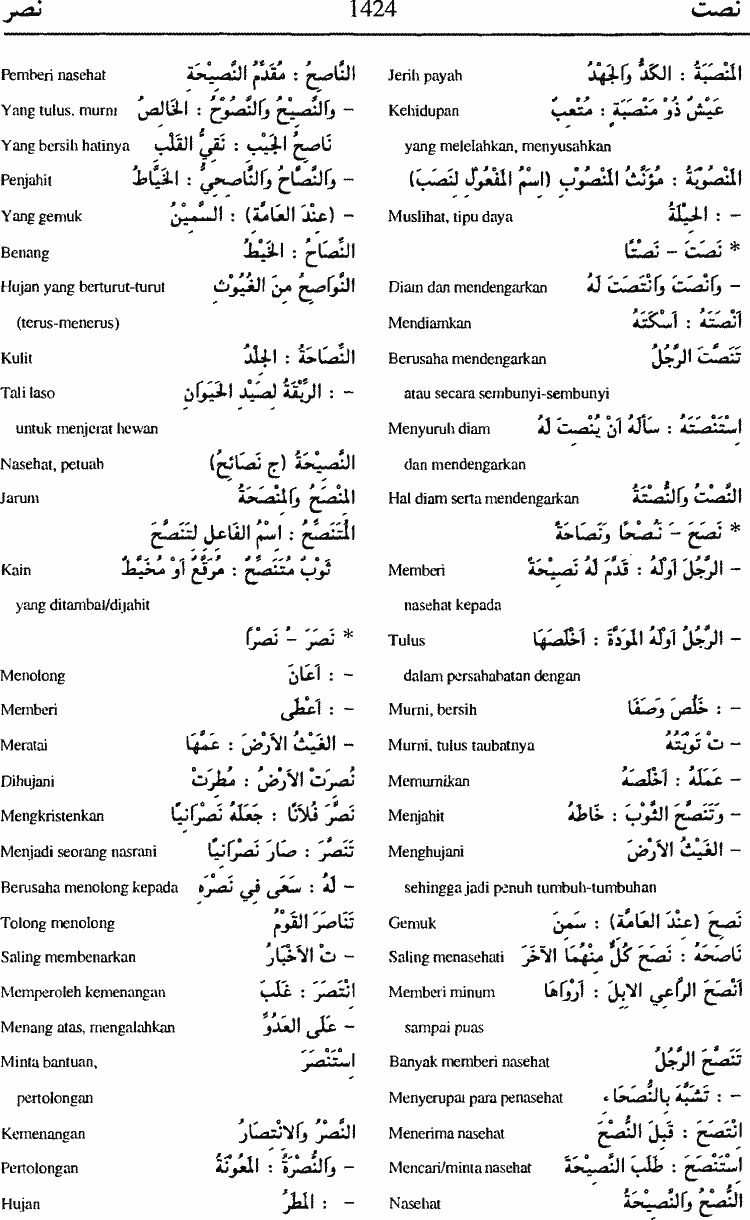 نصت 1424 نصر
المَنْصَبَةُ : الكَدُّ وَالجَهْدُ Jerih payah
عَيْشٌ ذُو مَنْصَبَةٍ : مُتْعِبٌ Kehidupan
yang melelahkan, menyusahkan
المَنْصُوْبَةُ : مُؤَنَّثُ المَنْصُوْبِ (اسْمُ المَفْعُوْلِ لِنَصَبَ)
– : الحِيْلَةُ Muslihat, tipu daya
* نَصَتَ – نَصْتًا
– وَأَنْصَتَ وَانْتَصَتَ لَهُ Diam dan mendengarkan
أَنْصَتَهُ : أَسْكَتَهُ Mendiamkan
تَنَصَّتَ الرَّجُلُ Berusaha mendengarkan
atau secara sembunyi-sembunyi
اسْتَنْصَتَهُ : سَأَلَهُ أَنْ يُنْصِتَ لَهُ Menyuruh diam
dan mendengarkan
النَّصْتُ وَالنُّصْتَةُ Hal diam serta mendengarkan
* نَصَحَ – نُصْحًا وَنَصَاحَةً
– الرَّجُلَ أَوْ لَهُ : قَدَّمَ لَهُ نَصِيْحَةً Memberi
nasehat kepada
– الرَّجُلَ أَوْ لَهُ المَوَدَّةَ : أَخْلَصَهَا Tulus
dalam persahabatan dengan
– : خَلُصَ وَصَفَا Murni, bersih
– تْ تَوْبَتُهُ Murni, tulus taubatnya
– عَمَلَهُ : أَخْلَصَهُ Memurnikan
– وَتَنَصَّحَ الثَّوْبَ : خَاطَهُ Menjahit
– الغَيْثُ الأَرْضَ Menghujani
sehingga jadi penuh tumbuh-tumbuhan
نَصِحَ (عِنْدَ العَامَّةِ) : سَمِنَ Gemuk
نَاصَحَهُ : نَصَحَ كُلٌّ مِنْهُمَا الآخَرَ Saling menasehati
أَنْصَحَ الرَّاعِي الإِبِلَ : أَرْوَاهَا Memberi minum
sampai puas
تَنَصَّحَ الرَّجُلُ Banyak memberi nasehat
– : تَشَبَّهَ بِالنُّصَحَاءِ Menyerupai para penasehat
انْتَصَحَ : قَبِلَ النُّصْحَ Menerima nasehat
اسْتَنْصَحَ : طَلَبَ النَّصِيْحَةَ Mencari/minta nasehat
النُّصْحُ وَالنَّصِيْحَةُ Nasehat
النَّاصِحُ : مُقَدِّمُ النَّصِيْحَةِ Pemberi nasehat
– وَالنَّصِيْحُ وَالنَّصُوْحُ : الخَالِصُ Yang tulus, murni
نَاصِحُ الجَيْبِ : نَقِيُّ القَلْبِ Yang bersih hatinya
– وَالنَّصَّاحُ وَالنَّاصِحِيُّ : الخَيَّاطُ Penjahit
– (عِنْدَ العَامَّةِ) : السَّمِيْنُ Yang gemuk
النِّصَاحُ : الخَيْطُ Benang
النَّوَاصِحُ مِنَ الغُيُوْثِ Hujan yang berturut-turut
(terus-menerus)
النِّصَاحَةُ : الجِلْدُ Kulit
– : الرِّبْقَةُ لِصَيْدِ الحَيَوَانِ Tali laso
untuk menjerat hewan
النَّصِيْحَةُ (ج نَصَائِحُ) Nasehat, petuah
المِنْصَحُ وَالمِنْصَحَةُ Jarum
المُتَنَصِّحُ : اسْمُ الفَاعِلِ لِتَنَصَّحَ
ثَوْبٌ مُتَنَصَّحٌ : مُرَقَّعٌ أَوْ مُخَيَّطٌ Kain
yang ditambal/dijahit
* نَصَرَ – نَصْرًا
– : أَعَانَ Menolong
– : أَعْطَى Memberi
– الغَيْثُ الأَرْضَ : عَمَّهَا Meratai
نُصِرَتْ الأَرْضُ : مُطِرَتْ Dihujani
نَصَّرَ فُلاَنًا : جَعَلَهُ نَصْرَانِيًّا Mengkristenkan
تَنَصَّرَ : صَارَ نَصْرَانِيًّا Menjadi seorang nasrani
– لَهُ : سَعَى فِي نَصْرِهِ Berusaha menolong kepada
تَنَاصَرَ القَوْمُ Tolong menolong
– تْ الأَخْبَارُ Saling membenarkan
انْتَصَرَ : غَلَبَ Memperoleh kemenangan
– عَلَى العَدُوِّ Menang atas, mengalahkan
اسْتَنْصَرَ Minta bantuan,
pertolongan
النَّصْرُ وَالانْتِصَارُ Kemenangan
– وَالنُّصْرَةُ : المَعُوْنَةُ Pertolongan
– : المَطَرُ Hujan